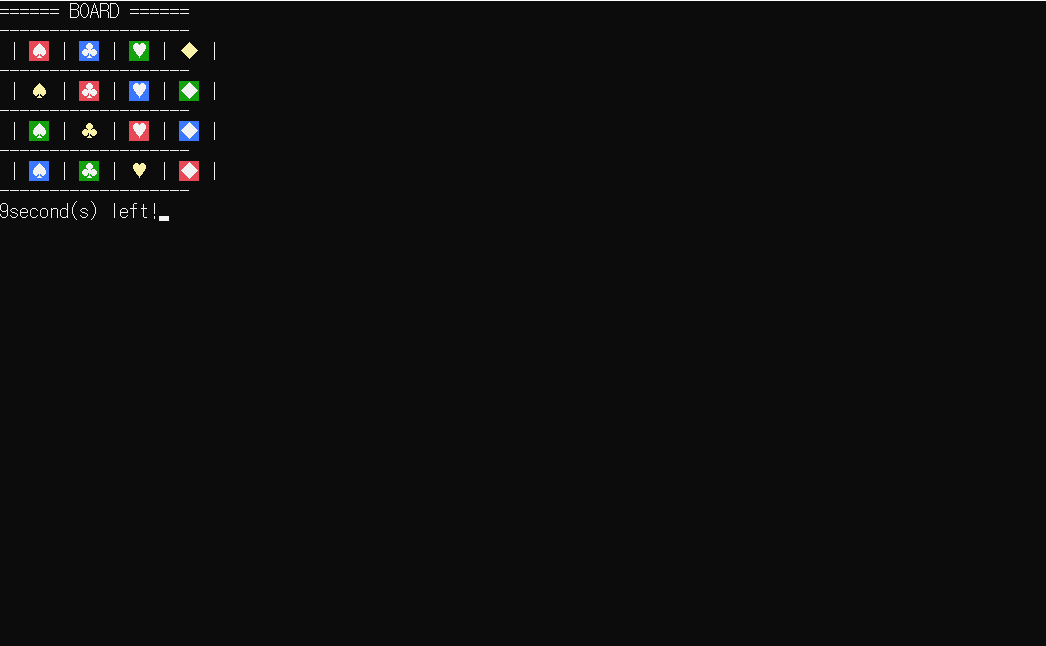 ====== BOARD ======
-------------------
| ♠ | ♣ | ♥ | ◆ |
-------------------
| ♠ | ♣ | ♥ | ◆ |
-------------------
| ♠ | ♣ | ♥ | ◆ |
-------------------
| ♠ | ♣ | ♥ | ◆ |
-------------------
9second(s) left!